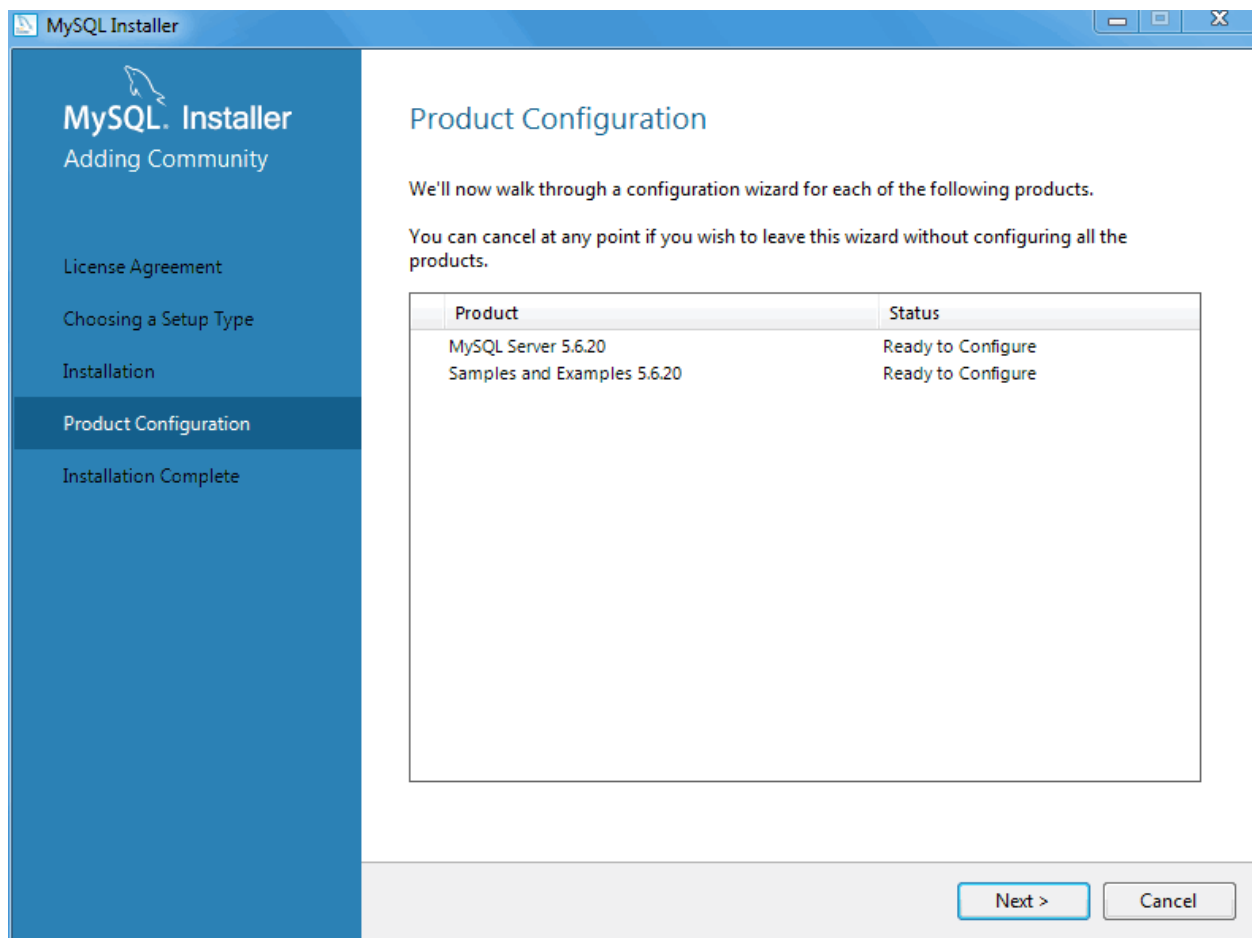 MySQL Installer
MySQL. Installer
Adding Community
License Agreement
Choosing a Setup Type
Installation
Product Configuration
Installation Complete
Product Configuration
We'll now walk through a configuration wizard for each of the following products.
You can cancel at any point if you wish to leave this wizard without configuring all the
products.
Product Status
MySQL Server 5.6.20 Ready to Configure
Samples and Examples 5.6.20 Ready to Configure
Next > Cancel